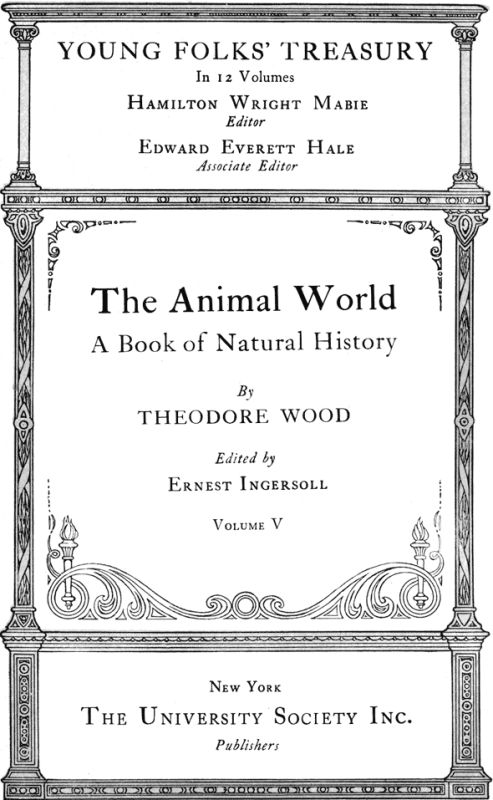 YOUNG FOLKS' TREASURY
In 12 Volumes
HAMILTON WRIGHT MABIE
Editor
EDWARD EVERETT HALE
Associate Editor
The Animal World
A Book of Natural History
By
THEODORE WOOD
Edited by
ERNEST INGERSOLL
VOLUME V
NEW YORK
THE UNIVERSITY SOCIETY INC.
Publishers